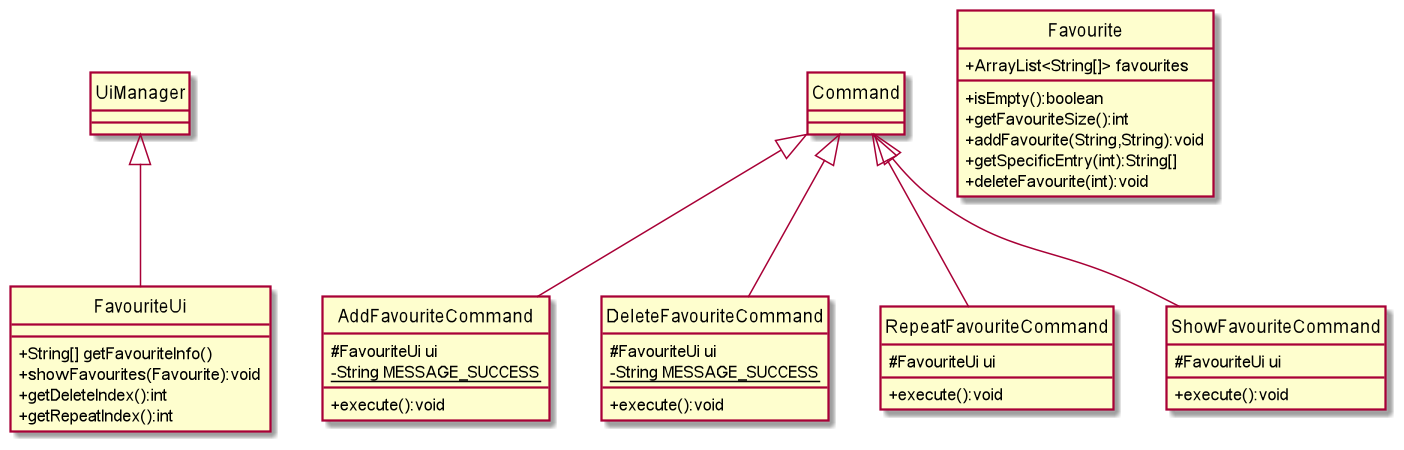 UiManager
Command
Favourite
+ArrayList<String[]> favourites
+isEmpty():boolean
+getFavouriteSize():int
+addFavourite(String,String):void
+getSpecificEntry(int):String[]
+deleteFavourite(int):void
FavouriteUi
+String[] getFavouriteInfo()
+showFavourites(Favourite):void
+getDeleteIndex():int
+getRepeatIndex():int
AddFavouriteCommand
#FavouriteUi ui
-String MESSAGE_SUCCESS
+execute():void
DeleteFavouriteCommand
#FavouriteUi ui
-String MESSAGE_SUCCESS
+execute():void
RepeatFavouriteCommand
#FavouriteUi ui
+execute():void
ShowFavouriteCommand
#FavouriteUi ui
+execute():void